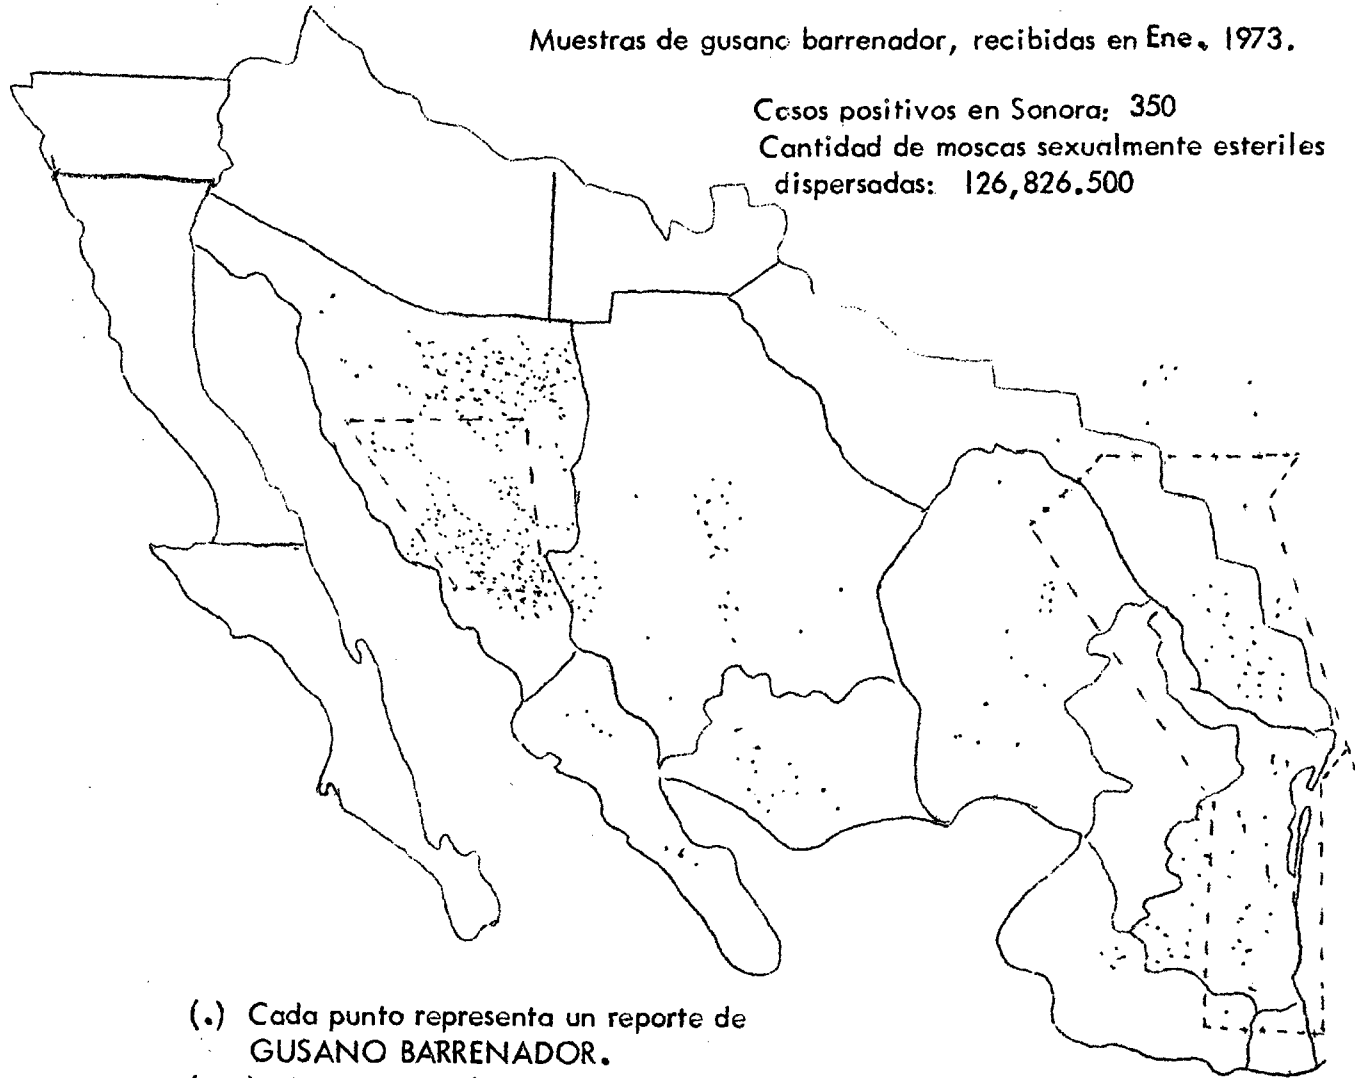 Muestras de gusano barrenador, recibidas en Ene. 1973.
Casos positivos en Sonora: 350
Cantidad de moscas sexualmente esteriles
dispersadas: 126,826.500
(.) Cada punto representa un reporte de
GUSANO BARRENADOR.